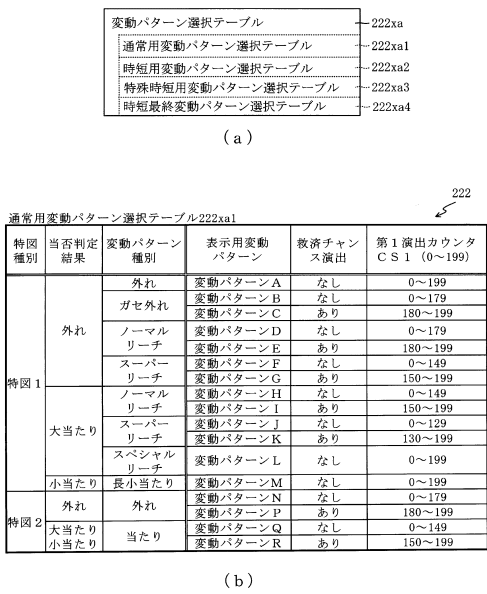 変動パターン選択テーブル 222xa
通常用変動パターン選択テーブル 222xa1
時短用変動パターン選択テーブル 222xa2
特殊時短用変動パターン選択テーブル 222xa3
時短最終変動パターン選択テーブル 222xa4
(a)
222
通常用変動パターン選択テーブル222xa1
特図種別 当否判定結果 変動パターン種別 表示用変動パターン 救済チャンス演出 第1演出カウンタCS1(0〜199)
特図1 外れ 外れ 変動パターンA なし 0〜199
ガセ外れ 変動パターンB なし 0〜179
変動パターンC あり 180〜199
ノーマルリーチ 変動パターンD なし 0〜179
変動パターンE あり 180〜199
スーパーリーチ 変動パターンF なし 0〜149
変動パターンG あり 150〜199
大当たり ノーマルリーチ 変動パターンH なし 0〜149
変動パターンI あり 150〜199
スーパーリーチ 変動パターンJ なし 0〜129
変動パターンK あり 130〜199
スペシャルリーチ 変動パターンL なし 0〜199
小当たり 長小当たり 変動パターンM なし 0〜199
特図2 外れ 外れ 変動パターンN なし 0〜179
変動パターンP あり 180〜199
大当たり小当たり 当たり 変動パターンQ なし 0〜149
変動パターンR あり 150〜199
(b)